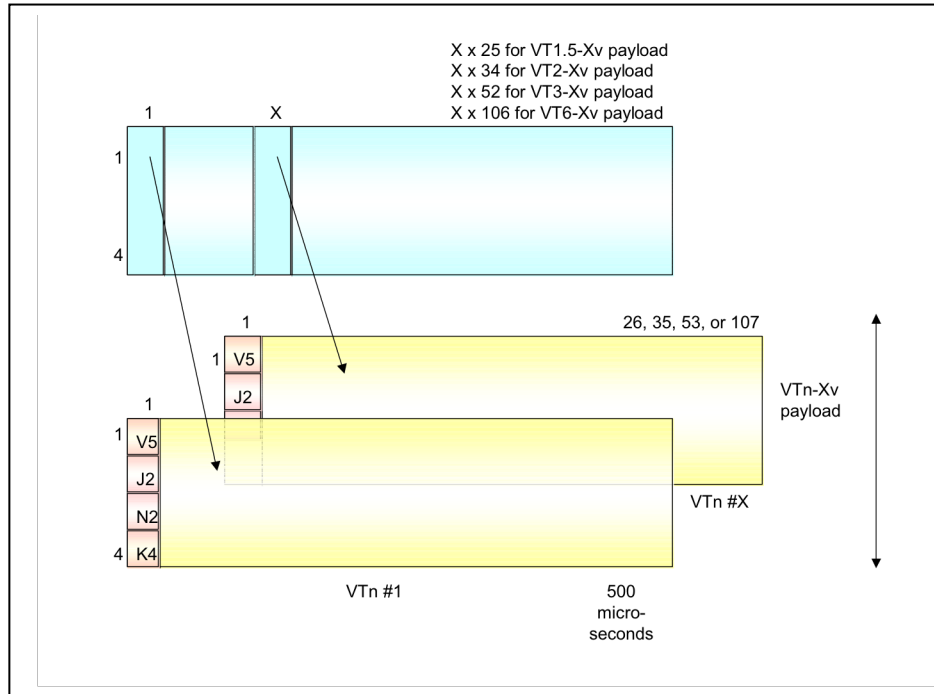 X x 25 for VT1.5-Xv payload
X x 34 for VT2-Xv payload
X x 52 for VT3-Xv payload
X x 106 for VT6-Xv payload
1 X
1
4
1 26, 35, 53, or 107
1 V5
J2
VTn-Xv
payload
1
1 V5
J2
N2
4 K4
VTn #X
VTn #1
500
micro-
seconds